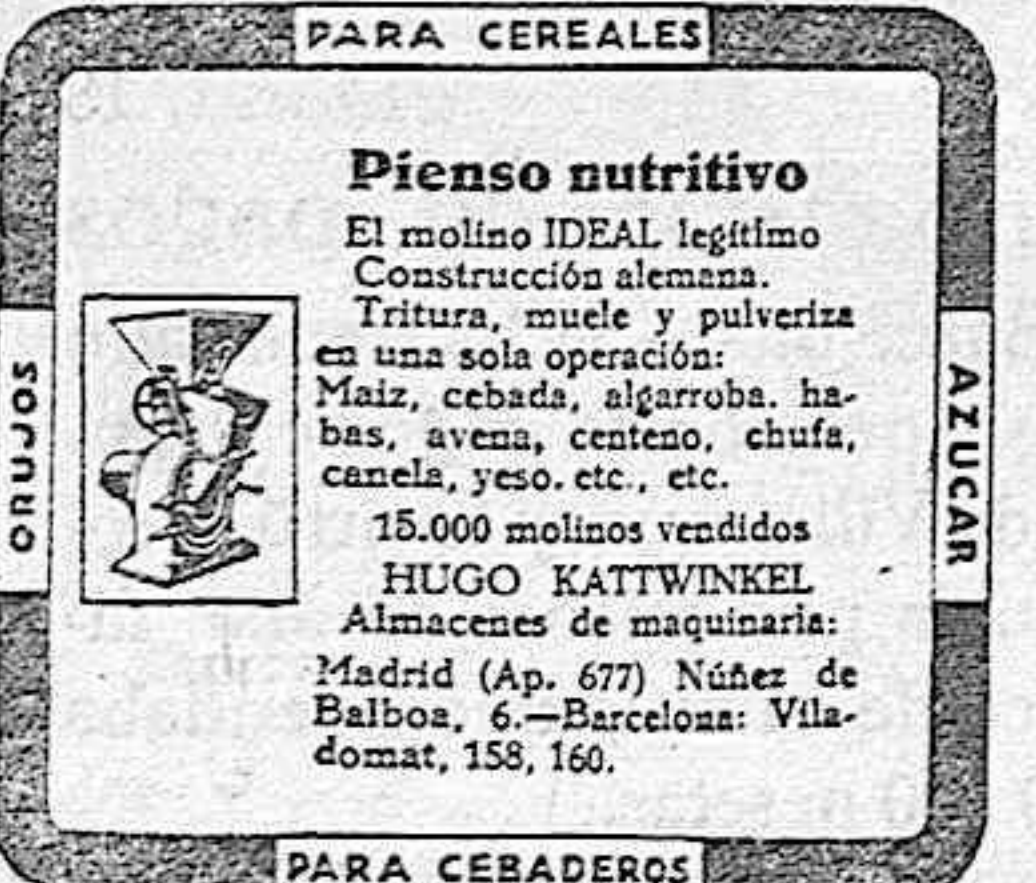 PARA CEREALES
Pienso nutritivo
El molino IDEAL legítimo
Construcción alemana.
Tritura, muele y pulveriza
en una sola operación:
Maiz, cebada, algarroba. ha-
bas, avena, centeno, chufa,
canela, yeso. etc., etc.
15.000 molinos vendidos
HUGO KATTWINKEL
Almacenes de maquinaria:
Madrid (Ap. 677) Núñez de
Balboa, 6.—Barcelona: Vila-
domat, 158, 160.
ORUJOS
AZUCAR
PARA CEBADEROS